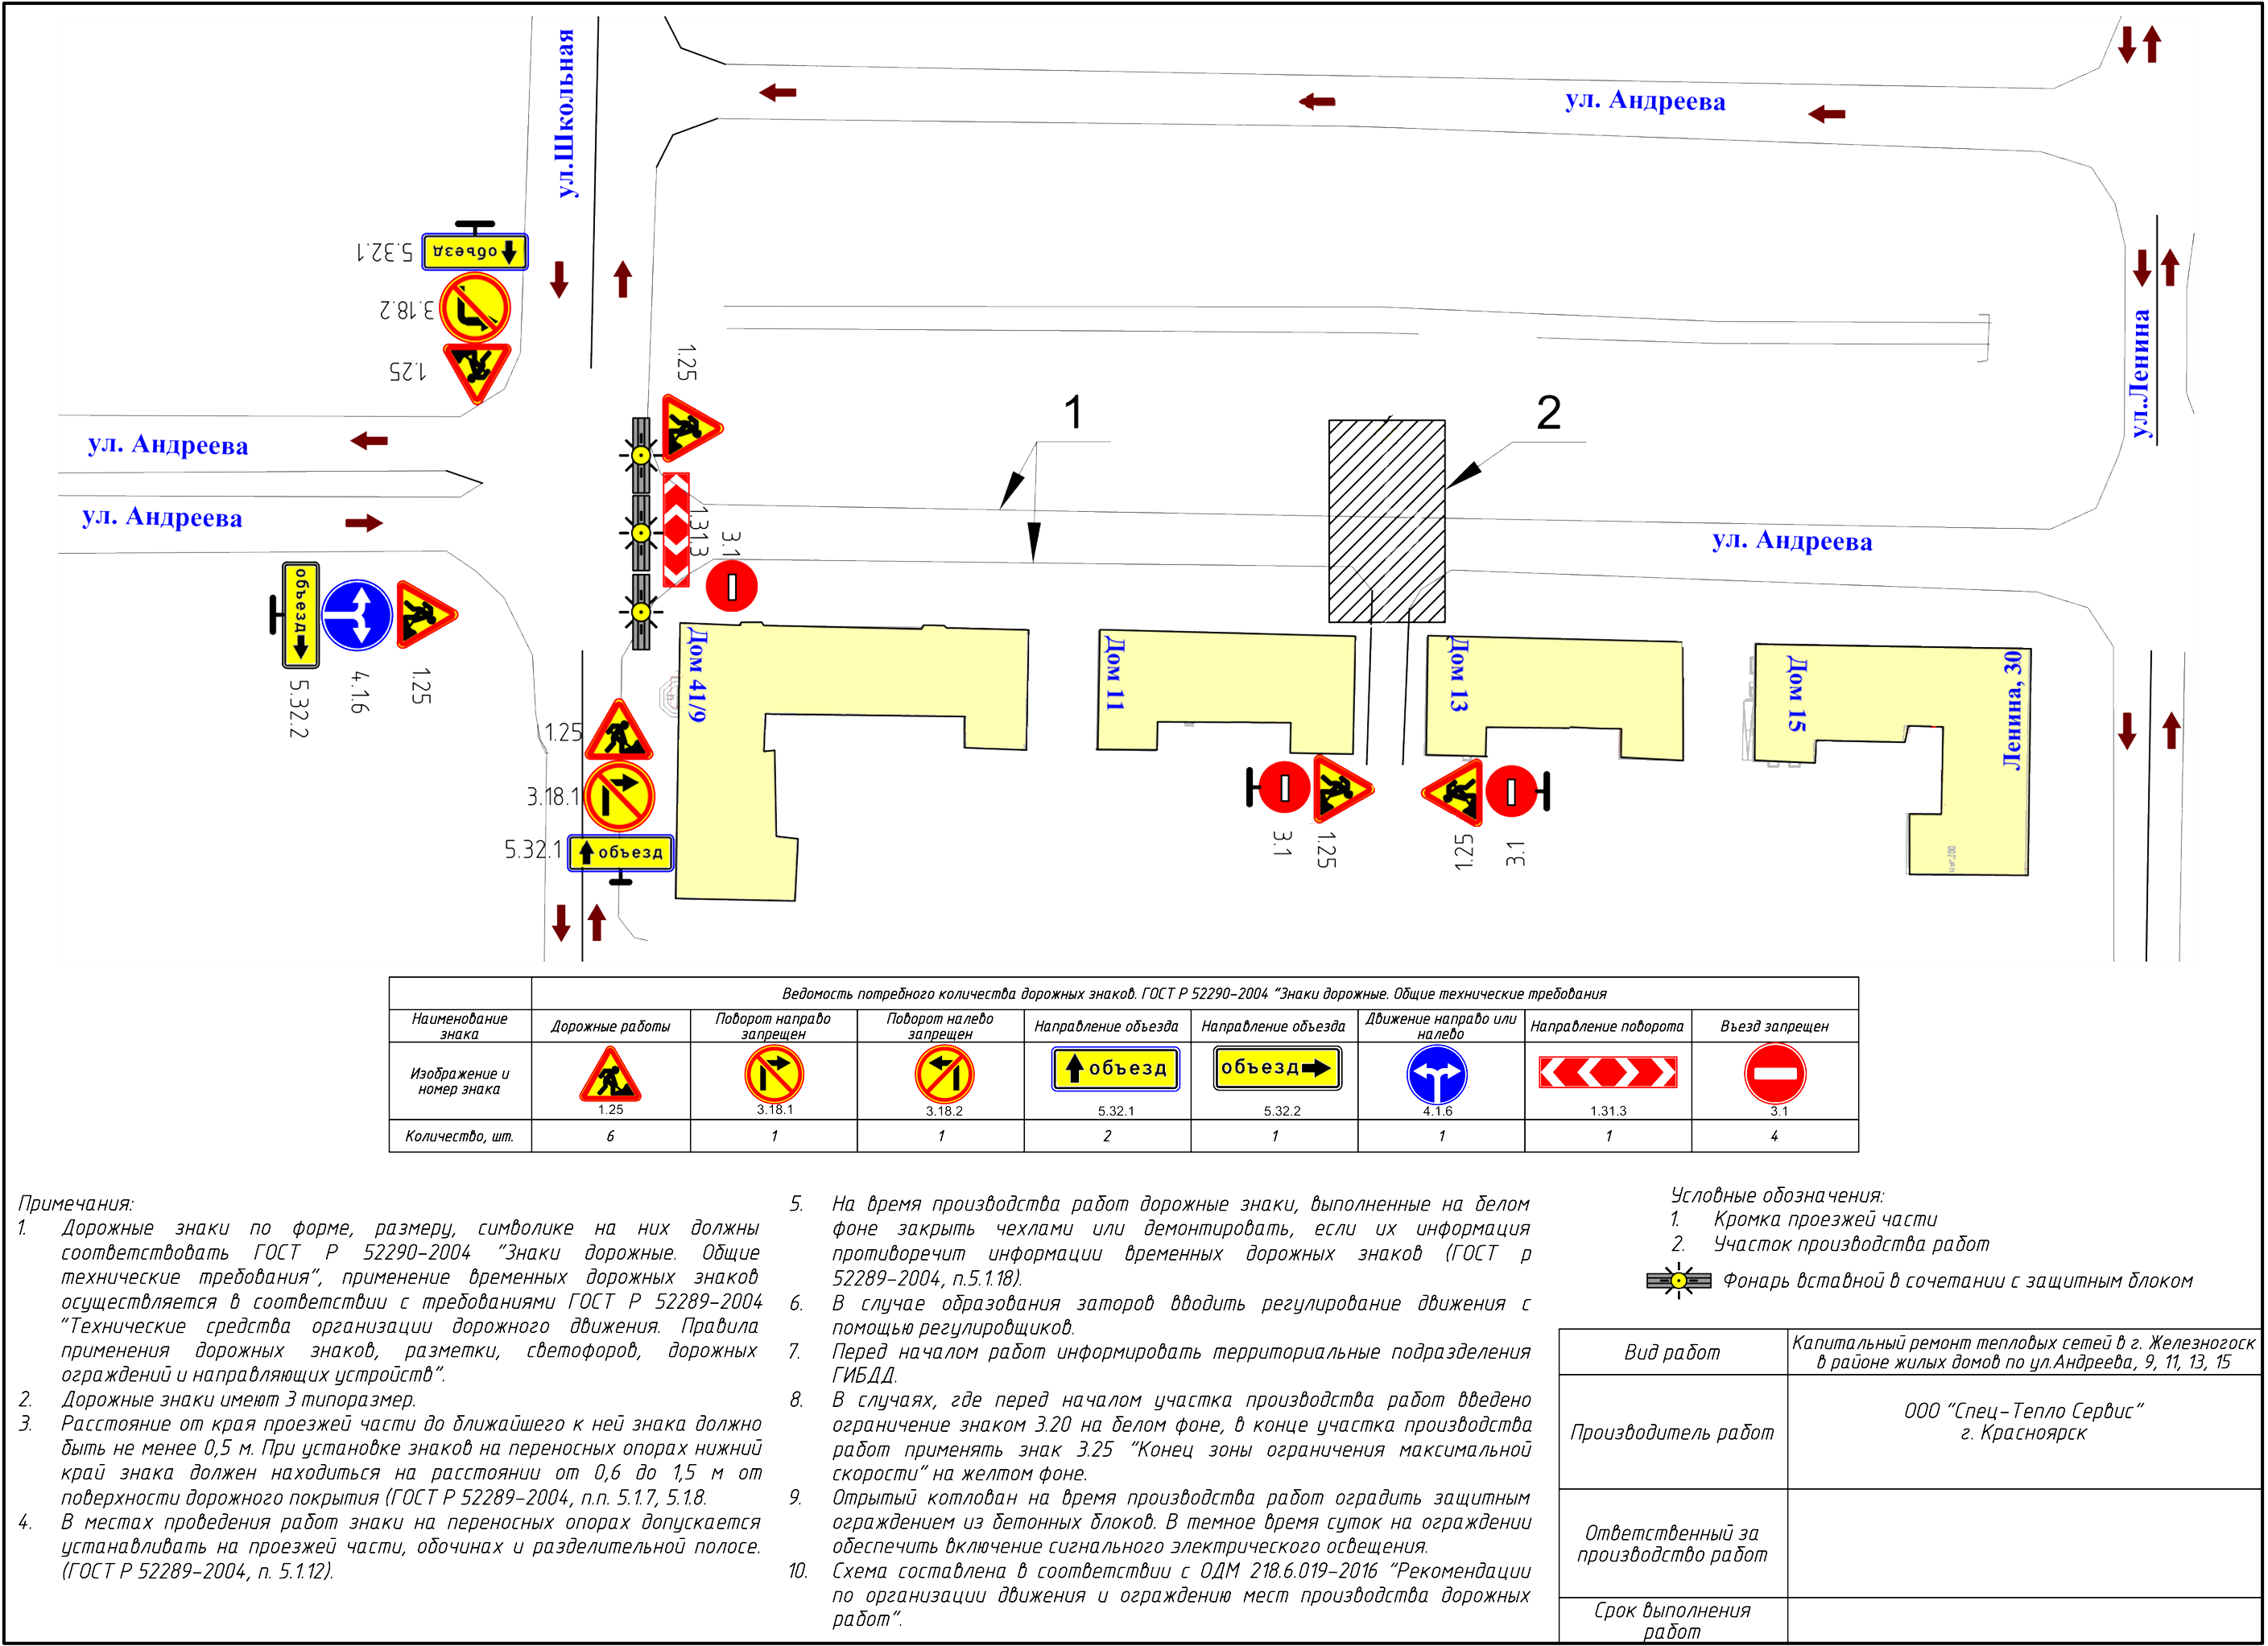 ул.Школьная
ул. Андреева
5.32.1
объезд
3.18.2
1.25
ул.Ленина
1.25
1
2
ул. Андреева
ул. Андреева
1.31.3
3.1
ул. Андреева
объезд
5.32.2
4.1.6
1.25
Дом 41/9
Дом 11
Дом 13
Дом 15
Ленина, 30
1.25
3.18.1
5.32.1
объезд
3.1
1.25
1.25
3.1
Ведомость потребного количества дорожных знаков. ГОСТ Р 52290-2004 "Знаки дорожные. Общие технические требования
Наименование знака
Дорожные работы
Поворот направо запрещен
Поворот налево запрещен
Направление объезда
Направление объезда
Движение направо или налево
Направление поворота
Въезд запрещен
Изображение и номер знака
объезд
объезд
1.25
3.18.1
3.18.2
5.32.1
5.32.2
4.1.6
1.31.3
3.1
Количество, шт.
6
1
1
2
1
1
1
4
Примечания:
1. Дорожные знаки по форме, размеру, символике на них должны
соответствовать ГОСТ Р 52290-2004 "Знаки дорожные. Общие
технические требования", применение временных дорожных знаков
осуществляется в соответствии с требованиями ГОСТ Р 52289-2004
"Технические средства организации дорожного движения. Правила
применения дорожных знаков, разметки, светофоров, дорожных
ограждений и направляющих устройств".
2. Дорожные знаки имеют 3 типоразмер.
3. Расстояние от края проезжей части до ближайшего к ней знака должно
быть не менее 0,5 м. При установке знаков на переносных опорах нижний
край знака должен находиться на расстоянии от 0,6 до 1,5 м от
поверхности дорожного покрытия (ГОСТ Р 52289-2004, п.п. 5.1.7, 5.1.8.
4. В местах проведения работ знаки на переносных опорах допускается
устанавливать на проезжей части, обочинах и разделительной полосе.
(ГОСТ Р 52289-2004, п. 5.1.12).
5. На время производства работ дорожные знаки, выполненные на белом
фоне закрыть чехлами или демонтировать, если их информация
противоречит информации временных дорожных знаков (ГОСТ р
52289-2004, п.5.1.18).
6. В случае образования заторов вводить регулирование движения с
помощью регулировщиков.
7. Перед началом работ информировать территориальные подразделения
ГИБДД.
8. В случаях, где перед началом участка производства работ введено
ограничение знаком 3.20 на белом фоне, в конце участка производства
работ применять знак 3.25 "Конец зоны ограничения максимальной
скорости" на желтом фоне.
9. Отрытый котлован на время производства работ оградить защитным
ограждением из бетонных блоков. В темное время суток на ограждении
обеспечить включение сигнального электрического освещения.
10. Схема составлена в соответствии с ОДМ 218.6.019-2016 "Рекомендации
по организации движения и ограждению мест производства дорожных
работ".
Условные обозначения:
1. Кромка проезжей части
2. Участок производства работ
Фонарь вставной в сочетании с защитным блоком
Вид работ
Капитальный ремонт тепловых сетей в г. Железногоск
в районе жилых домов по ул.Андреева, 9, 11, 13, 15
Производитель работ
ООО "Спец-Тепло Сервис"
г. Красноярск
Ответственный за
производство работ
Срок выполнения
работ